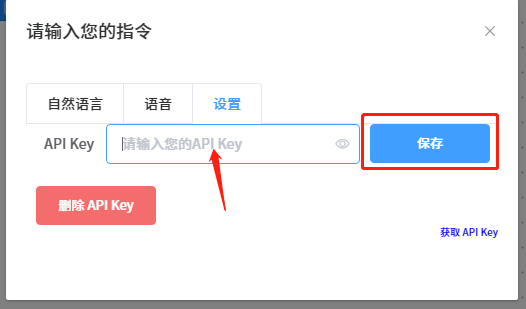 请输入您的指令
自然语言 语音 设置
API Key 请输入您的API Key 保存
删除 API Key
获取 API Key